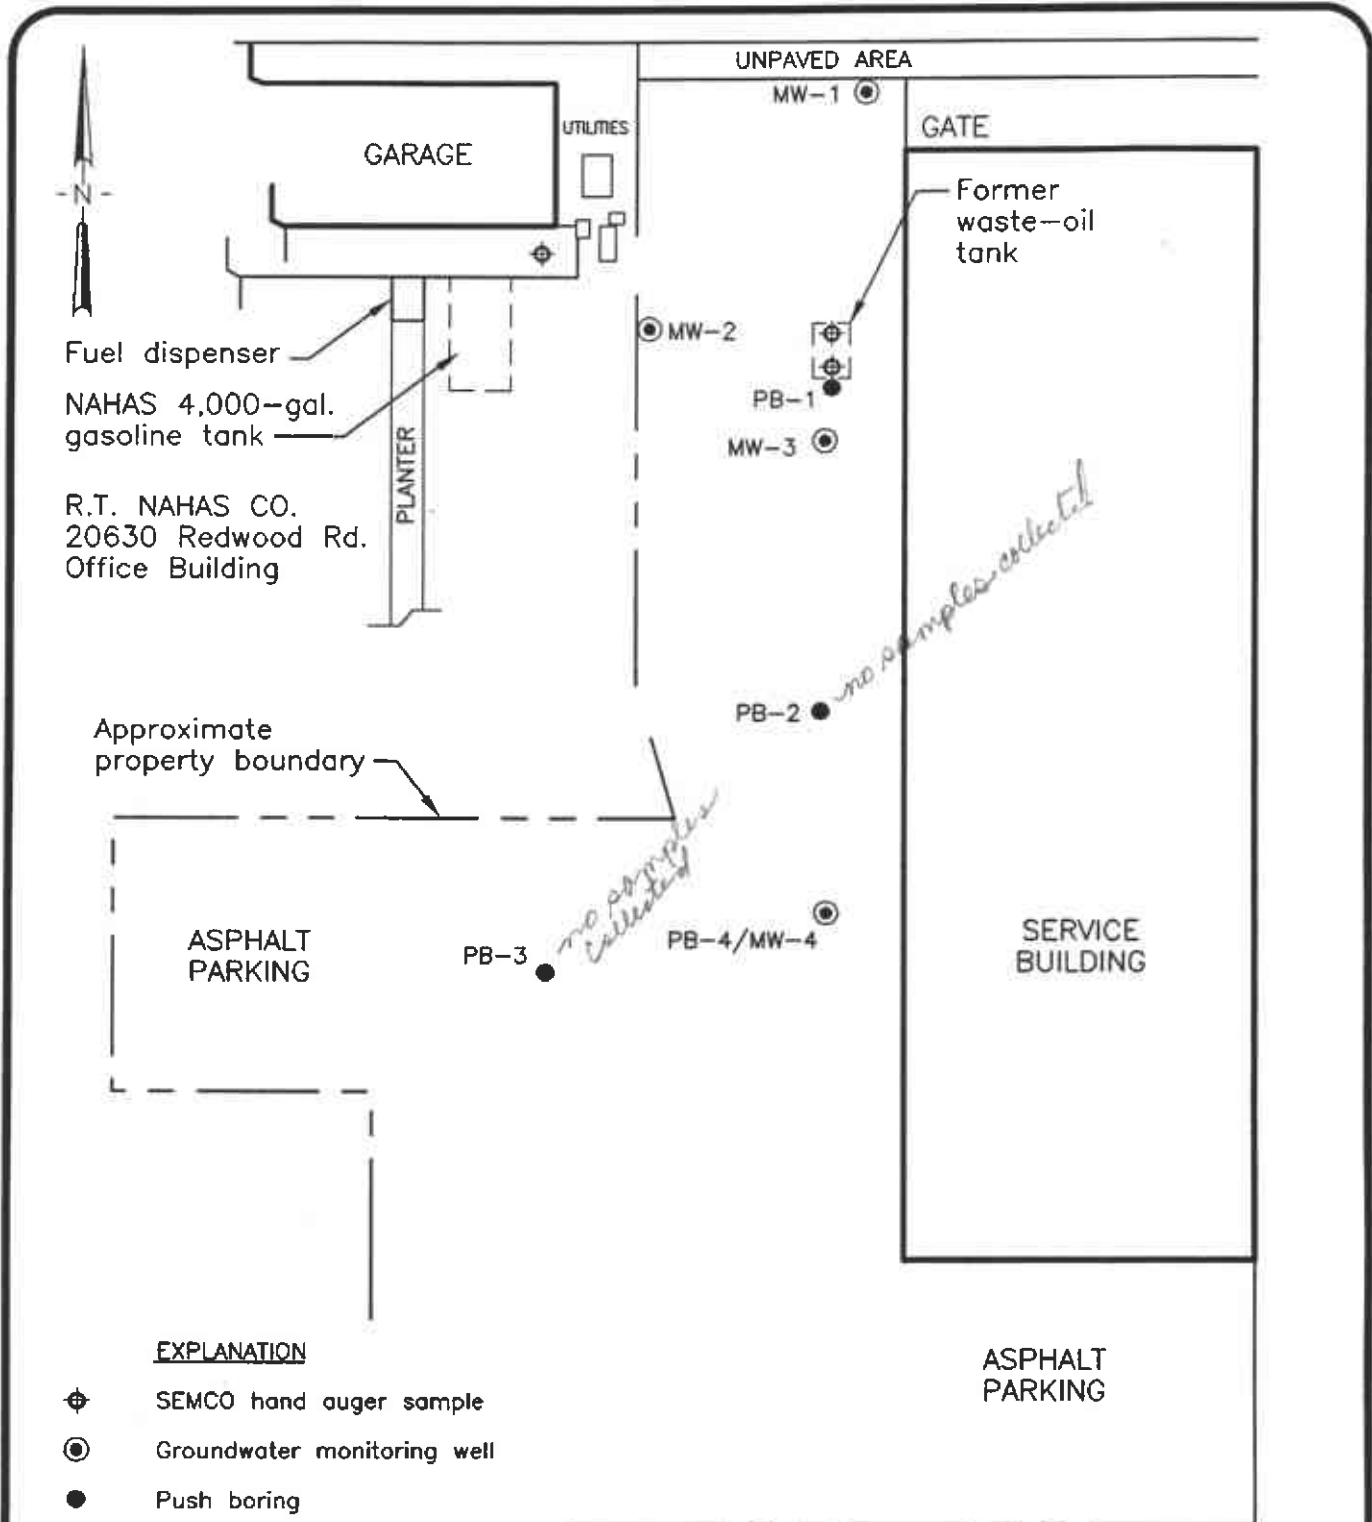 UNPAVED AREA
MW-1
GATE
UTILITIES
GARAGE
-N-
Former
waste-oil
tank
MW-2
Fuel dispenser
PB-1
NAHAS 4,000-gal.
gasoline tank
MW-3
PLANTER
R.T. NAHAS CO.
20630 Redwood Rd.
Office Building
no samples collected
PB-2
Approximate
property boundary
no samples
collected
ASPHALT
PARKING
PB-3
PB-4/MW-4
SERVICE
BUILDING
EXPLANATION
SEMCO hand auger sample
Groundwater monitoring well
Push boring
ASPHALT
PARKING